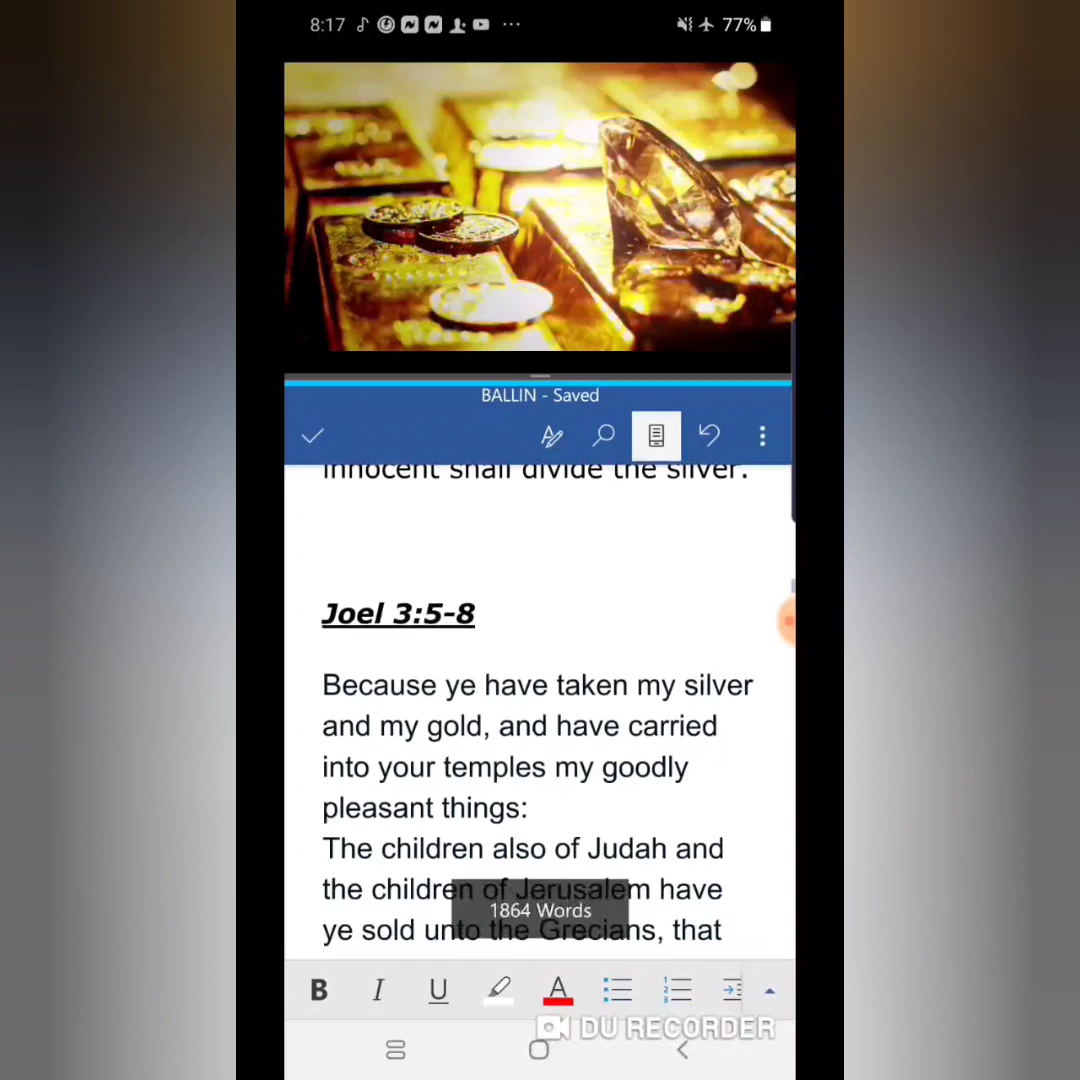 8:17 77%
BALLIN - Saved
innocent shall divide the silver.
Joel 3:5-8
Because ye have taken my silver
and my gold, and have carried
into your temples my goodly
pleasant things:
The children also of Judah and
the children of Jerusalem have
1864 Words
ye sold unto the Grecians, that
B I U A
DU RECORDER